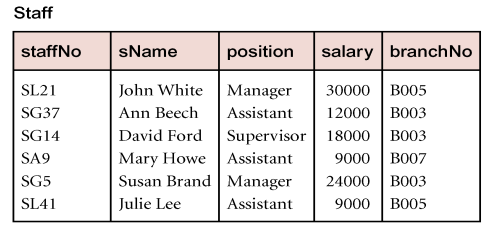 Staff
staffNo sName position salary branchNo
SL21 John White Manager 30000 B005
SG37 Ann Beech Assistant 12000 B003
SG14 David Ford Supervisor 18000 B003
SA9 Mary Howe Assistant 9000 B007
SG5 Susan Brand Manager 24000 B003
SL41 Julie Lee Assistant 9000 B005